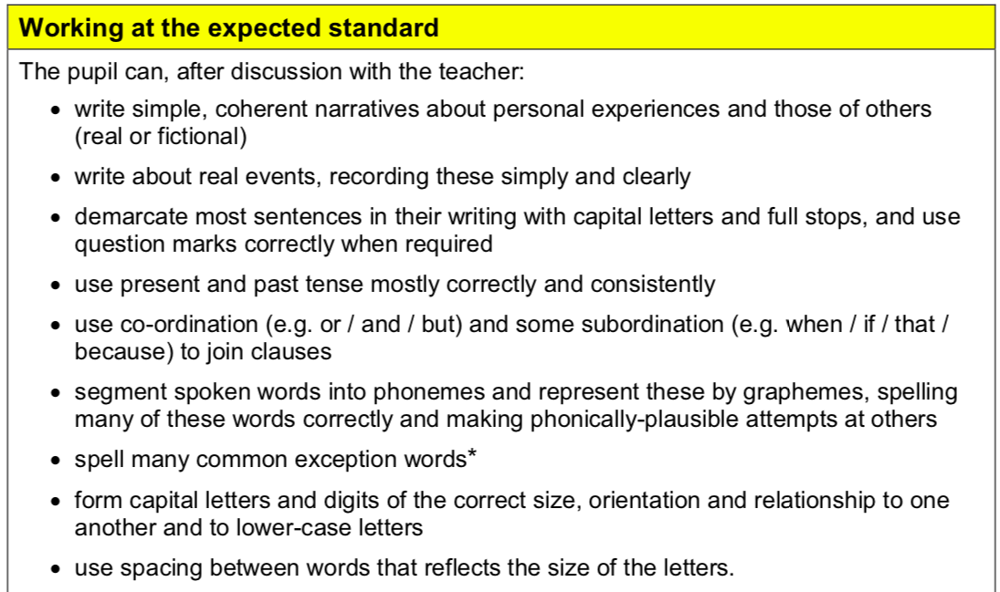 Working at the expected standard
The pupil can, after discussion with the teacher:
• write simple, coherent narratives about personal experiences and those of others
(real or fictional)
• write about real events, recording these simply and clearly
• demarcate most sentences in their writing with capital letters and full stops, and use
question marks correctly when required
• use present and past tense mostly correctly and consistently
• use co-ordination (e.g. or / and / but) and some subordination (e.g. when / if / that /
because) to join clauses
• segment spoken words into phonemes and represent these by graphemes, spelling
many of these words correctly and making phonically-plausible attempts at others
• spell many common exception words*
• form capital letters and digits of the correct size, orientation and relationship to one
another and to lower-case letters
• use spacing between words that reflects the size of the letters.